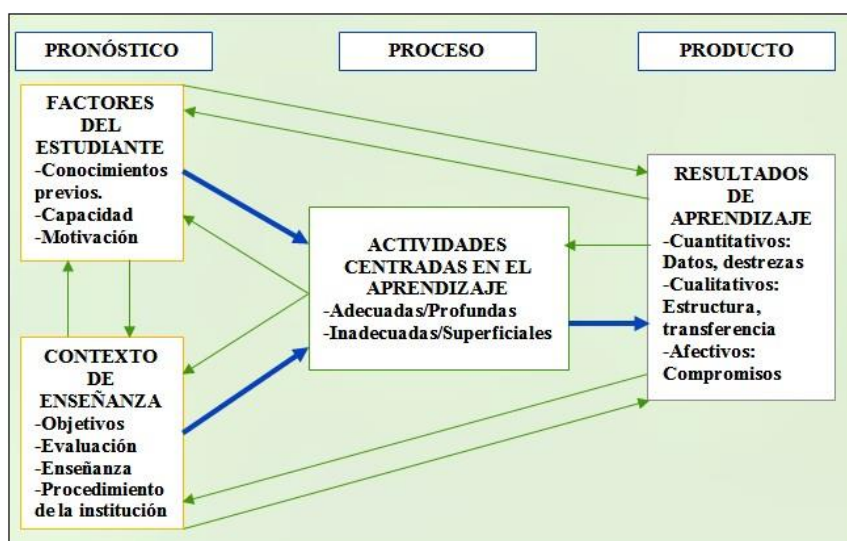 PRONÓSTICO
PROCESO
PRODUCTO
FACTORES
DEL
ESTUDIANTE
-Conocimientos
previos.
-Capacidad
-Motivación
CONTEXTO
DE
ENSEÑANZA
-Objetivos
-Evaluación
-Enseñanza
-Procedimiento
de la institución
ACTIVIDADES
CENTRADAS EN EL
APRENDIZAJE
-Adecuadas/Profundas
-Inadecuadas/Superficiales
RESULTADOS
DE
APRENDIZAJE
-Cuantitativos:
Datos, destrezas
-Cualitativos:
Estructura,
transferencia
-Afectivos:
Compromisos